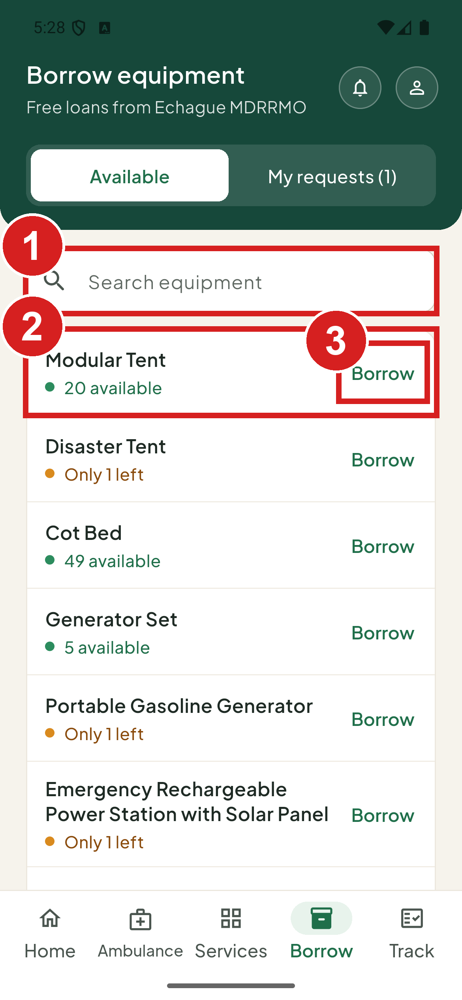 5:28
Borrow equipment
Free loans from Echague MDRRMO
Available
My requests (1)
1
Search equipment
2
3
Modular Tent
20 available
Borrow
Disaster Tent
Only 1 left
Borrow
Cot Bed
49 available
Borrow
Generator Set
5 available
Borrow
Portable Gasoline Generator
Only 1 left
Borrow
Emergency Rechargeable
Power Station with Solar Panel
Only 1 left
Borrow
Home
Ambulance
Services
Borrow
Track